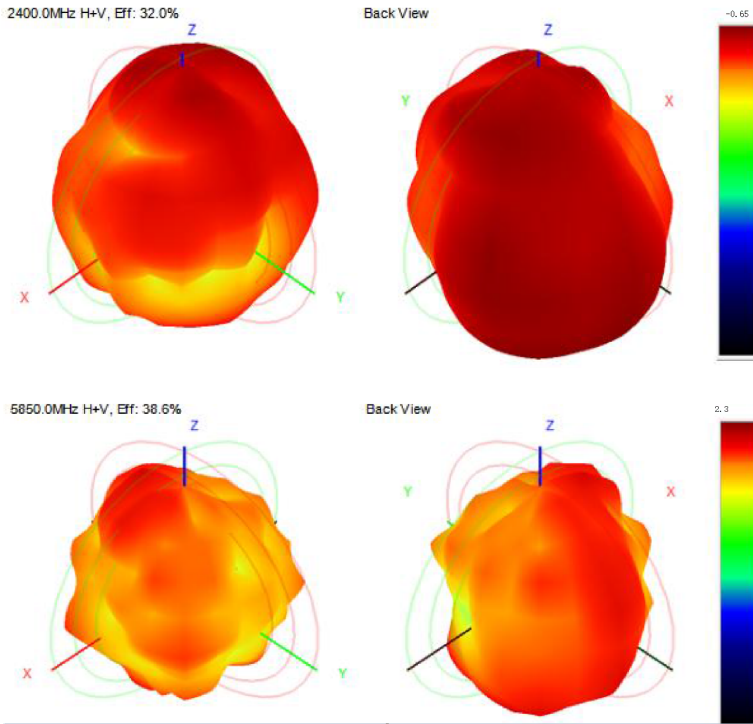 2400.0MHz H+V, Eff: 32.0%
Back View
-0.65
Z
Z
Y
X
X
Y
5850.0MHz H+V, Eff: 38.6%
Back View
2.3
Z
Z
Y
X
X
Y